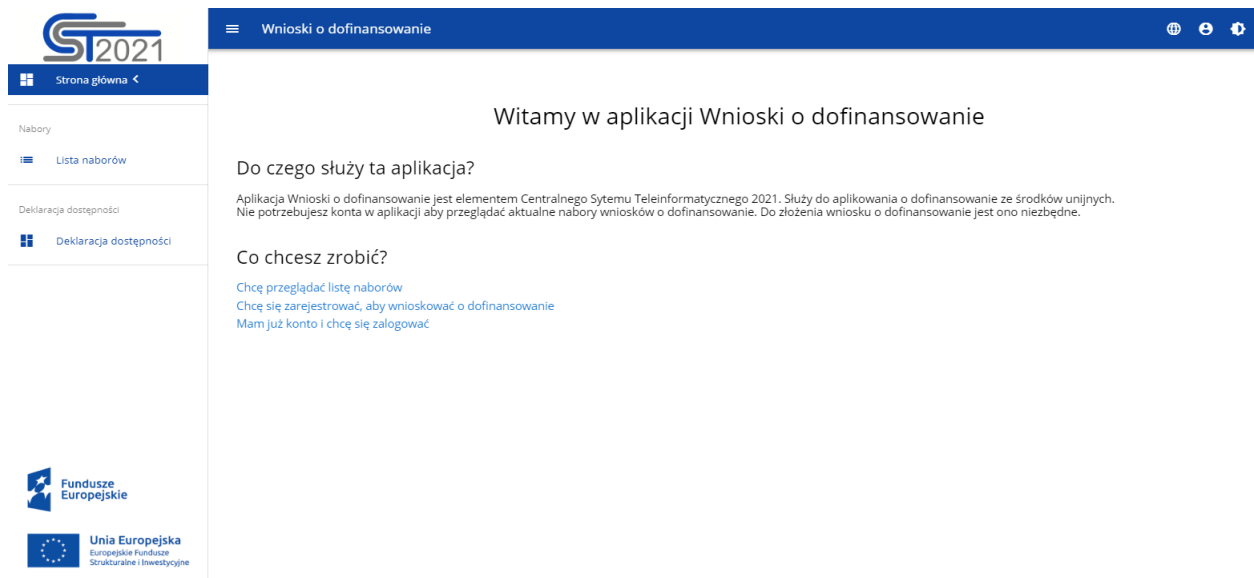 CST2021
Wnioski o dofinansowanie
Strona główna
Nabory
Lista naborów
Deklaracja dostępności
Deklaracja dostępności
Witamy w aplikacji Wnioski o dofinansowanie
Do czego służy ta aplikacja?
Aplikacja Wnioski o dofinansowanie jest elementem Centralnego Sytemu Teleinformatycznego 2021. Służy do aplikowania o dofinansowanie ze środków unijnych.
Nie potrzebujesz konta w aplikacji aby przeglądać aktualne nabory wniosków o dofinansowanie. Do złożenia wniosku o dofinansowanie jest ono niezbędne.
Co chcesz zrobić?
Chcę przeglądać listę naborów
Chcę się zarejestrować, aby wnioskować o dofinansowanie
Mam już konto i chcę się zalogować
Fundusze
Europejskie
Unia Europejska
Europejskie Fundusze
Strukturalne i Inwestycyjne